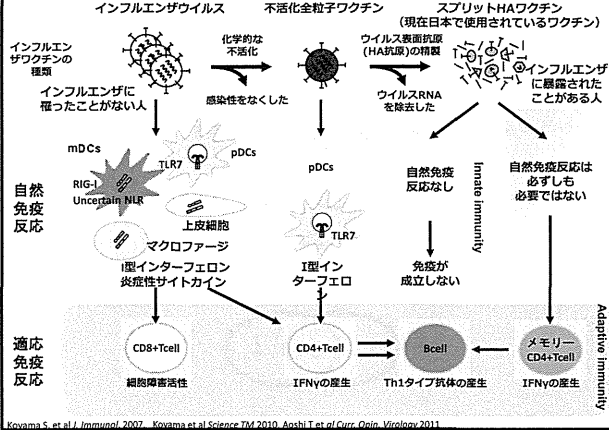 インフルエンザウイルス
不活化全粒子ワクチン
スプリットHAワクチン
(現在日本で使用されているワクチン)
インフルエン
ザワクチンの
種類
化学的な
不活化
ウイルス表面抗原
(HA抗原)の精製
インフルエンザに
罹ったことがない人
感染性をなくした
ウイルスRNA
を除去した
インフルエンザ
に暴露された
ことがある人
自然
免疫
反応
mDCs
RIG-I
Uncertain NLR
TLR7
pDCs
上皮細胞
マクロファージ
I型インターフェロン
炎症性サイトカイン
pDCs
TLR7
I型イン
ターフェロ
ン
自然免疫
反応なし
免疫が
成立しない
Innate immunity
自然免疫反応は
必ずしも
必要ではない
適応
免疫
反応
CD8+Tcell
細胞障害活性
CD4+Tcell
IFNγの産生
Bcell
Th1タイプ抗体の産生
メモリー
CD4+Tcell
IFNγの産生
Adaptive immunity
Koyama S. et al J. Immunol. 2007, Koyama et al Science TM 2010, Aoshi T et al Curr. Opin. Virology 2011